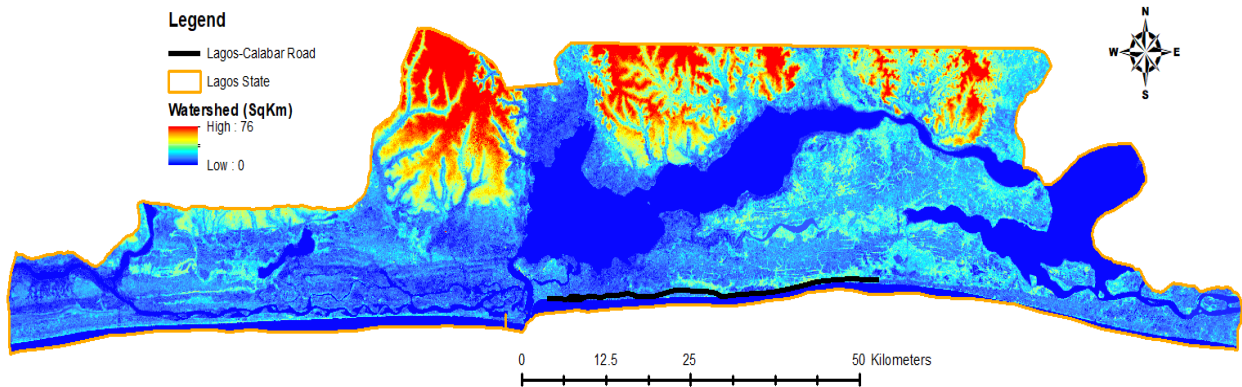 Legend
Lagos-Calabar Road
Lagos State
Watershed (SqKm)
High : 76
Low : 0
N
W E
S
0 12.5 25 50 Kilometers